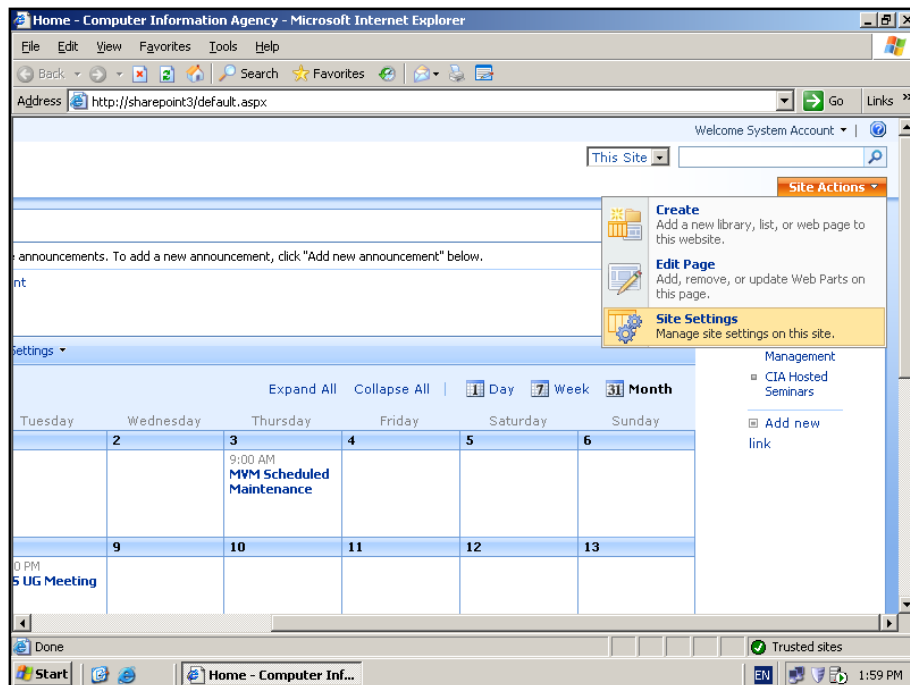 Home - Computer Information Agency - Microsoft Internet Explorer
File Edit View Favorites Tools Help
Back Search Favorites
Address http://sharepoint3/default.aspx Go Links »
Welcome System Account
This Site
Site Actions
Create
Add a new library, list, or web page to
this website.
announcements. To add a new announcement, click "Add new announcement" below.
Edit Page
Add, remove, or update Web Parts on
this page.
nt
Site Settings
Manage site settings on this site.
Settings
Management
CIA Hosted
Seminars
Expand All Collapse All | 1 Day 7 Week 31 Month
Add new
link
Tuesday Wednesday Thursday Friday Saturday Sunday
2 3 4 5 6
9:00 AM
MVM Scheduled
Maintenance
9 10 11 12 13
0 PM
5 UG Meeting
Done Trusted sites
Start Home - Computer Inf... EN 1:59 PM